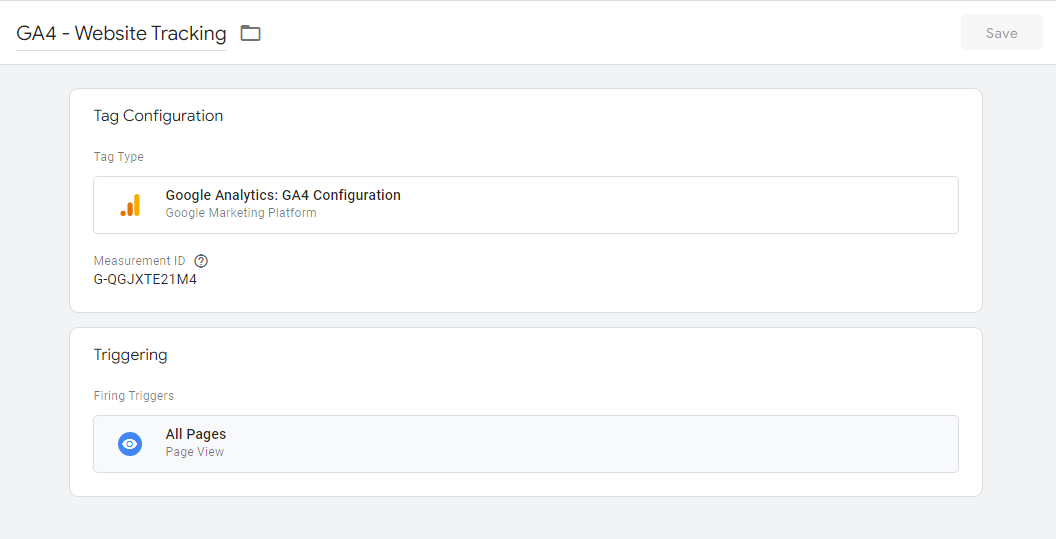 GA4 - Website Tracking
Save
Tag Configuration
Tag Type
Google Analytics: GA4 Configuration
Google Marketing Platform
Measurement ID
G-QGJXTE21M4
Triggering
Firing Triggers
All Pages
Page View